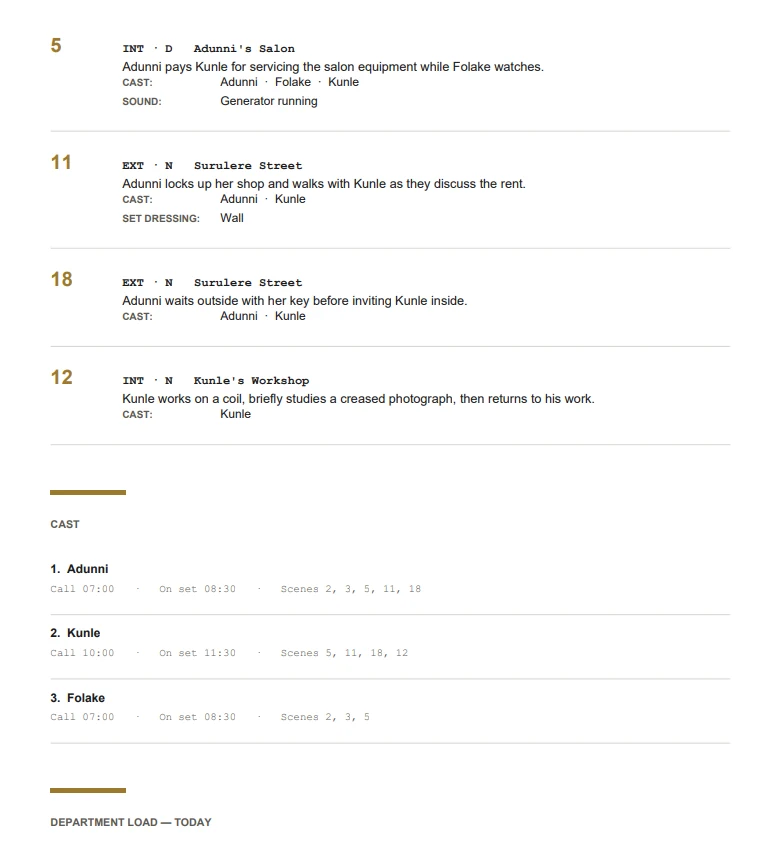 5 INT · D Adunni's Salon
Adunni pays Kunle for servicing the salon equipment while Folake watches.
CAST: Adunni · Folake · Kunle
SOUND: Generator running
11 EXT · N Surulere Street
Adunni locks up her shop and walks with Kunle as they discuss the rent.
CAST: Adunni · Kunle
SET DRESSING: Wall
18 EXT · N Surulere Street
Adunni waits outside with her key before inviting Kunle inside.
CAST: Adunni · Kunle
12 INT · N Kunle's Workshop
Kunle works on a coil, briefly studies a creased photograph, then returns to his work.
CAST: Kunle
CAST
1. Adunni
Call 07:00 · On set 08:30 · Scenes 2, 3, 5, 11, 18
2. Kunle
Call 10:00 · On set 11:30 · Scenes 5, 11, 18, 12
3. Folake
Call 07:00 · On set 08:30 · Scenes 2, 3, 5
DEPARTMENT LOAD — TODAY